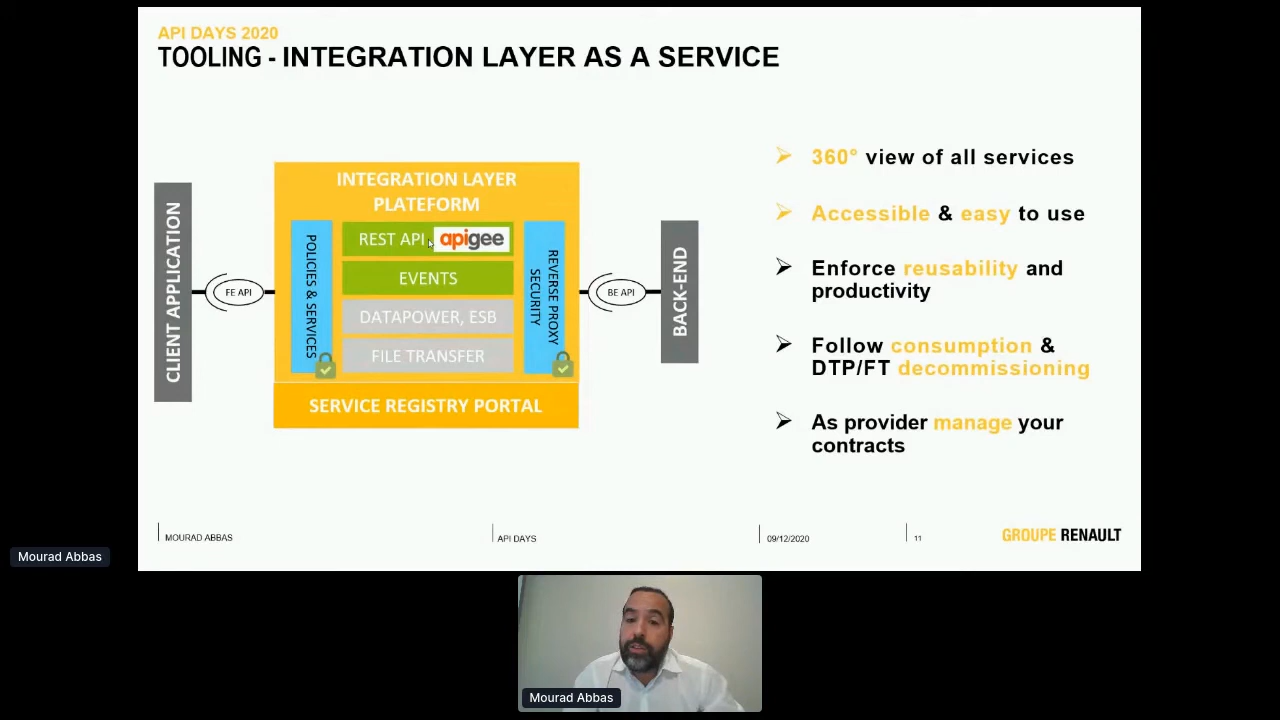 API DAYS 2020
TOOLING - INTEGRATION LAYER AS A SERVICE
CLIENT APPLICATION
FE API
INTEGRATION LAYER
PLATEFORM
POLICIES & SERVICES
REST API
apigee
EVENTS
DATAPOWER, ESB
FILE TRANSFER
REVERSE PROXY
SECURITY
SERVICE REGISTRY PORTAL
BE API
BACK-END
360° view of all services
Accessible & easy to use
Enforce reusability and
productivity
Follow consumption &
DTP/FT decommissioning
As provider manage your
contracts
MOURAD ABBAS
API DAYS
09/12/2020
11
GROUPE RENAULT
Mourad Abbas
Mourad Abbas